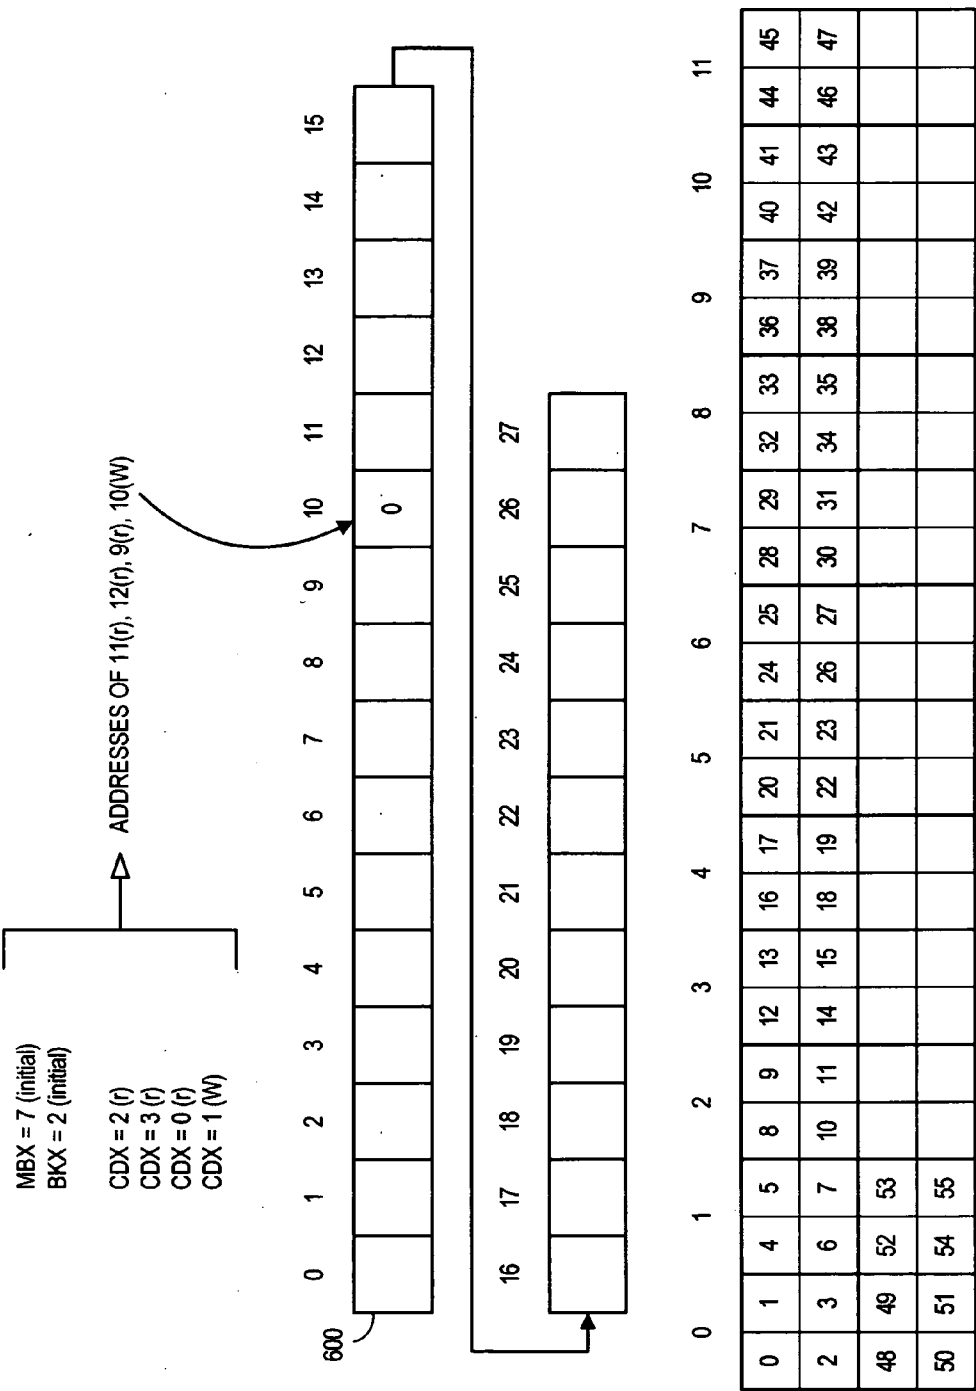 MBX = 7 (initial)
BKX = 2 (initial)
CDX = 2 (r)
CDX = 3 (r)
CDX = 0 (r)
CDX = 1 (W)
ADDRESSES OF 11(r), 12(r), 9(r), 10(W)
0 1 2 3 4 5 6 7 8 9 10 11 12 13 14 15
0
600
16 17 18 19 20 21 22 23 24 25 26 27
0 1 2 3 4 5 6 7 8 9 10 11
0 1 4 5 8 9 12 13 16 17 20 21 24 25 28 29 32 33 36 37 40 41 44 45
2 3 6 7 10 11 14 15 18 19 22 23 26 27 30 31 34 35 38 39 42 43 46 47
48 49 52 53
50 51 54 55